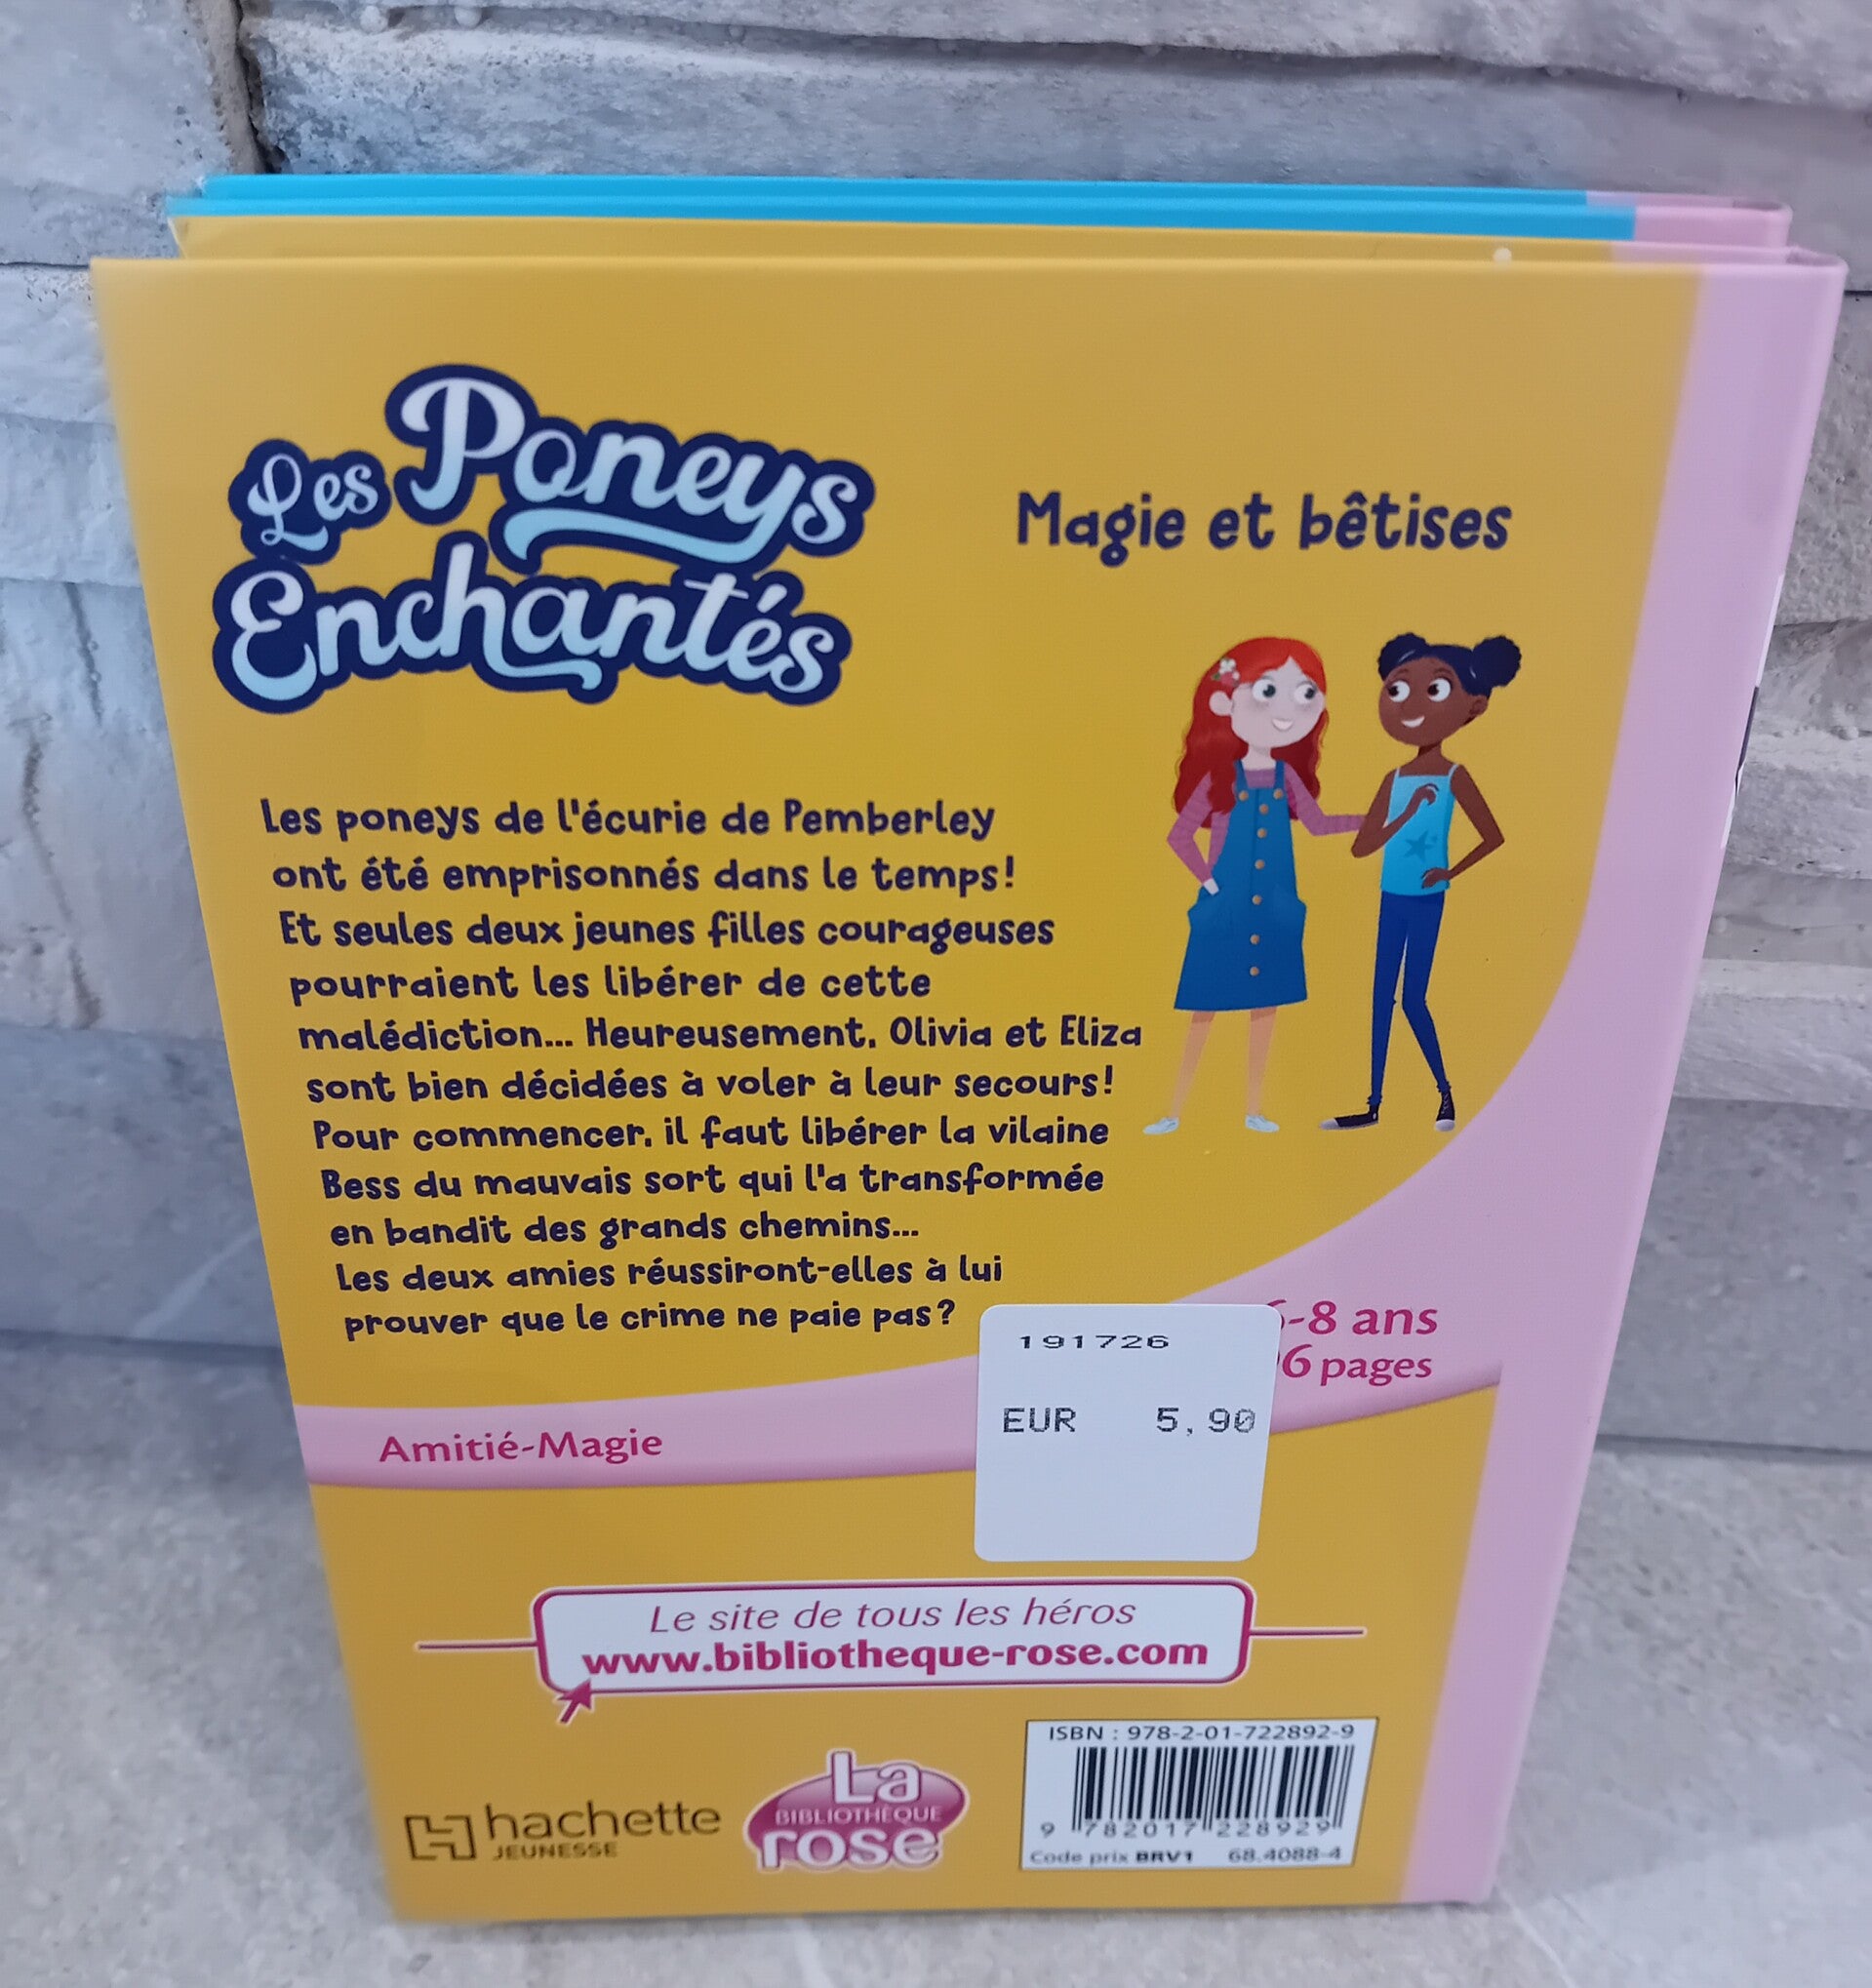 Les Poneys
Enchantés
Magie et bêtises
Les poneys de l'écurie de Pemberley
ont été emprisonnés dans le temps!
Et seules deux jeunes filles courageuses
pourraient les libérer de cette
malédiction... Heureusement, Olivia et Eliza
sont bien décidées à voler à leur secours!
Pour commencer, il faut libérer la vilaine
Bess du mauvais sort qui l'a transformée
en bandit des grands chemins...
Les deux amies réussiront-elles à lui
prouver que le crime ne paie pas?
-8 ans
6 pages
191726
EUR 5,90
Amitié-Magie
Le site de tous les héros
www.bibliotheque-rose.com
hachette
JEUNESSE
La
BIBLIOTHÈQUE
rose
ISBN : 978-2-01-722892-9
9 782017 228929
Code prix BRV1 68.4088-4